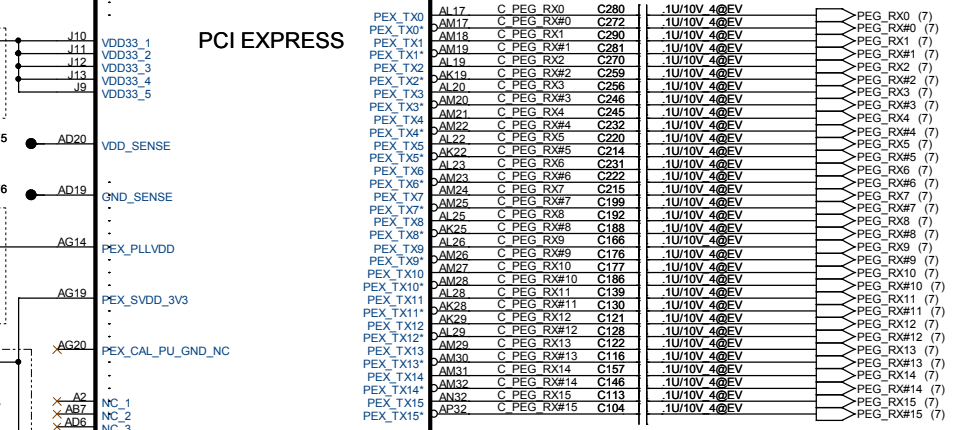 PCI EXPRESS
J10 VDD33_1
J11 VDD33_2
J12 VDD33_3
J13 VDD33_4
J9 VDD33_5
5 AD20 VDD_SENSE
6 AD19 GND_SENSE
AG14 PEX_PLLVDD
AG19 PEX_SVDD_3V3
AG20 PEX_CAL_PU_GND_NC
A2 NC_1
AB7 NC_2
AD6 NC_3
PEX_TX0 AL17 C_PEG_RX0 C280 .1U/10V_4@EV PEG_RX0 (7)
PEX_TX0* AM17 C_PEG_RX#0 C272 .1U/10V_4@EV PEG_RX#0 (7)
PEX_TX1 AM18 C_PEG_RX1 C290 .1U/10V_4@EV PEG_RX1 (7)
PEX_TX1* AM19 C_PEG_RX#1 C281 .1U/10V_4@EV PEG_RX#1 (7)
PEX_TX2 AL19 C_PEG_RX2 C270 .1U/10V_4@EV PEG_RX2 (7)
PEX_TX2* AK19 C_PEG_RX#2 C259 .1U/10V_4@EV PEG_RX#2 (7)
PEX_TX3 AL20 C_PEG_RX3 C256 .1U/10V_4@EV PEG_RX3 (7)
PEX_TX3* AM20 C_PEG_RX#3 C246 .1U/10V_4@EV PEG_RX#3 (7)
PEX_TX4 AM21 C_PEG_RX4 C245 .1U/10V_4@EV PEG_RX4 (7)
PEX_TX4* AM22 C_PEG_RX#4 C232 .1U/10V_4@EV PEG_RX#4 (7)
PEX_TX5 AL22 C_PEG_RX5 C220 .1U/10V_4@EV PEG_RX5 (7)
PEX_TX5* AK22 C_PEG_RX#5 C214 .1U/10V_4@EV PEG_RX#5 (7)
PEX_TX6 AL23 C_PEG_RX6 C231 .1U/10V_4@EV PEG_RX6 (7)
PEX_TX6* AM23 C_PEG_RX#6 C222 .1U/10V_4@EV PEG_RX#6 (7)
PEX_TX7 AM24 C_PEG_RX7 C215 .1U/10V_4@EV PEG_RX7 (7)
PEX_TX7* AM25 C_PEG_RX#7 C199 .1U/10V_4@EV PEG_RX#7 (7)
PEX_TX8 AL25 C_PEG_RX8 C192 .1U/10V_4@EV PEG_RX8 (7)
PEX_TX8* AK25 C_PEG_RX#8 C188 .1U/10V_4@EV PEG_RX#8 (7)
PEX_TX9 AL26 C_PEG_RX9 C166 .1U/10V_4@EV PEG_RX9 (7)
PEX_TX9* AM26 C_PEG_RX#9 C176 .1U/10V_4@EV PEG_RX#9 (7)
PEX_TX10 AM27 C_PEG_RX10 C177 .1U/10V_4@EV PEG_RX10 (7)
PEX_TX10* AM28 C_PEG_RX#10 C186 .1U/10V_4@EV PEG_RX#10 (7)
PEX_TX11 AL28 C_PEG_RX11 C139 .1U/10V_4@EV PEG_RX11 (7)
PEX_TX11* AK28 C_PEG_RX#11 C130 .1U/10V_4@EV PEG_RX#11 (7)
PEX_TX12 AK29 C_PEG_RX12 C121 .1U/10V_4@EV PEG_RX12 (7)
PEX_TX12* AL29 C_PEG_RX#12 C128 .1U/10V_4@EV PEG_RX#12 (7)
PEX_TX13 AM29 C_PEG_RX13 C122 .1U/10V_4@EV PEG_RX13 (7)
PEX_TX13* AM30 C_PEG_RX#13 C116 .1U/10V_4@EV PEG_RX#13 (7)
PEX_TX14 AM31 C_PEG_RX14 C157 .1U/10V_4@EV PEG_RX14 (7)
PEX_TX14* AM32 C_PEG_RX#14 C146 .1U/10V_4@EV PEG_RX#14 (7)
PEX_TX15 AN32 C_PEG_RX15 C113 .1U/10V_4@EV PEG_RX15 (7)
PEX_TX15* AP32 C_PEG_RX#15 C104 .1U/10V_4@EV PEG_RX#15 (7)